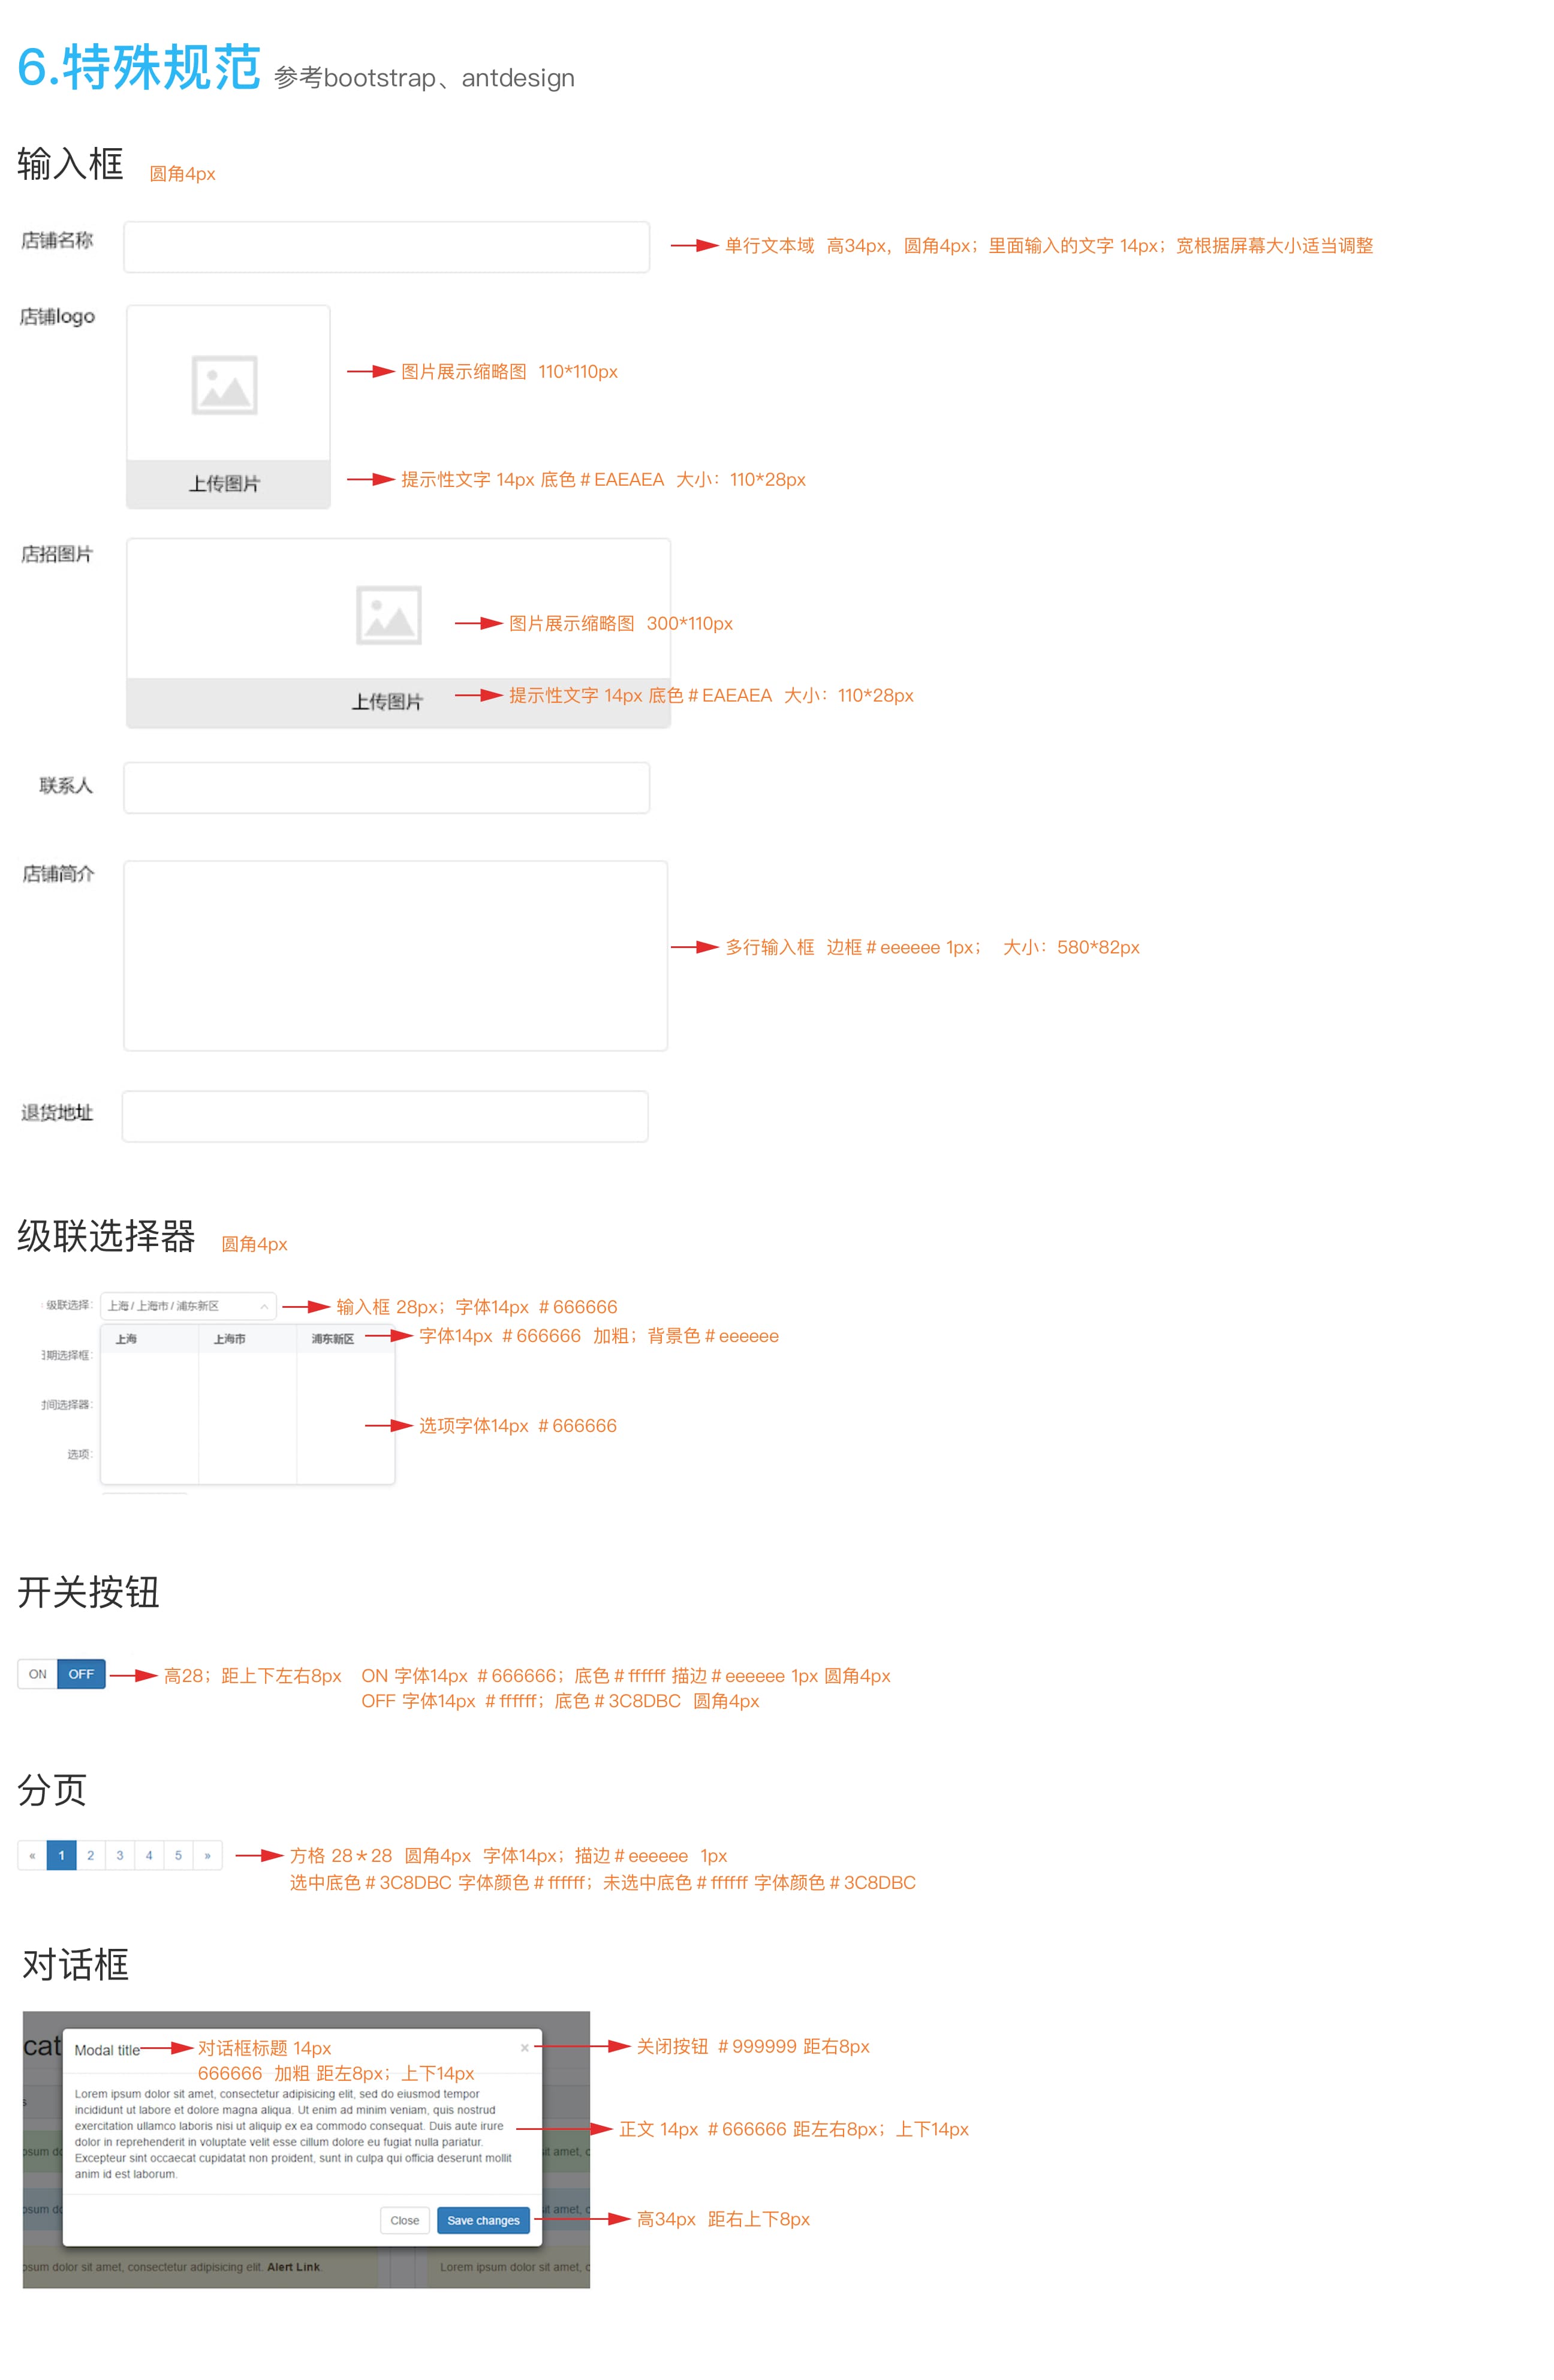 6.特殊规范 参考bootstrap、antdesign
输入框 圆角4px
店铺名称
单行文本域 高34px，圆角4px；里面输入的文字 14px；宽根据屏幕大小适当调整
店铺logo
图片展示缩略图 110*110px
上传图片
提示性文字 14px 底色＃EAEAEA 大小：110*28px
店招图片
图片展示缩略图 300*110px
上传图片
提示性文字 14px 底色＃EAEAEA 大小：110*28px
联系人
店铺简介
多行输入框 边框＃eeeeee 1px； 大小：580*82px
退货地址
级联选择器 圆角4px
级联选择：
上海 / 上海市 / 浦东新区
输入框 28px；字体14px ＃666666
上海 上海市 浦东新区
字体14px ＃666666 加粗；背景色＃eeeeee
期选择框：
间选择器：
选项字体14px ＃666666
选项：
开关按钮
ON OFF
高28；距上下左右8px ON 字体14px ＃666666；底色＃ffffff 描边＃eeeeee 1px 圆角4px
OFF 字体14px ＃ffffff；底色＃3C8DBC 圆角4px
分页
« 1 2 3 4 5 »
方格 28＊28 圆角4px 字体14px；描边＃eeeeee 1px
选中底色＃3C8DBC 字体颜色＃ffffff；未选中底色＃ffffff 字体颜色＃3C8DBC
对话框
cat
Modal title
对话框标题 14px
666666 加粗 距左8px；上下14px
×
关闭按钮 ＃999999 距右8px
Lorem ipsum dolor sit amet, consectetur adipisicing elit, sed do eiusmod tempor
incididunt ut labore et dolore magna aliqua. Ut enim ad minim veniam, quis nostrud
exercitation ullamco laboris nisi ut aliquip ex ea commodo consequat. Duis aute irure
dolor in reprehenderit in voluptate velit esse cillum dolore eu fugiat nulla pariatur.
Excepteur sint occaecat cupidatat non proident, sunt in culpa qui officia deserunt mollit
anim id est laborum.
正文 14px ＃666666 距左右8px；上下14px
Close Save changes
高34px 距右上下8px
sum dolor sit amet, consectetur adipisicing elit. Alert Link.
Lorem ipsum dolor sit amet, c